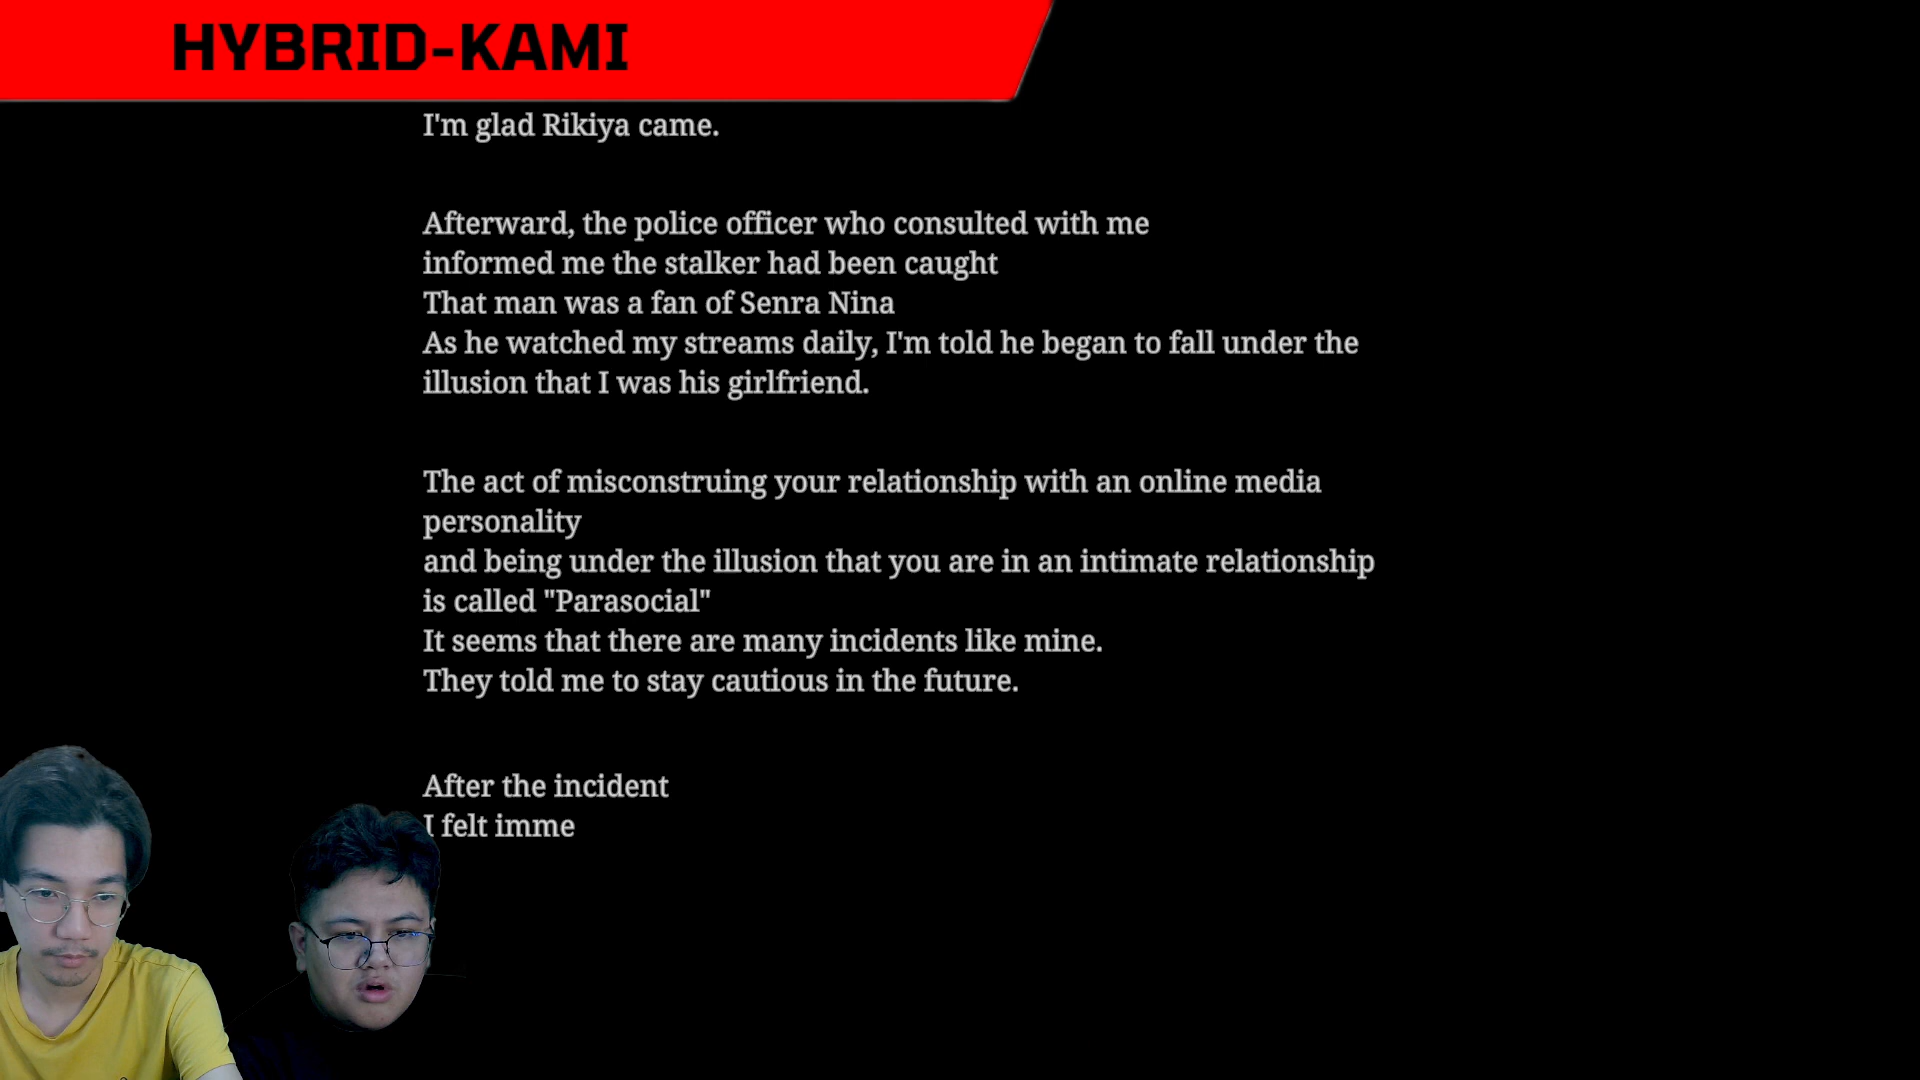 HYBRID-KAMI
I'm glad Rikiya came.
Afterward, the police officer who consulted with me
informed me the stalker had been caught
That man was a fan of Senra Nina
As he watched my streams daily, I'm told he began to fall under the
illusion that I was his girlfriend.
The act of misconstruing your relationship with an online media
personality
and being under the illusion that you are in an intimate relationship
is called "Parasocial"
It seems that there are many incidents like mine.
They told me to stay cautious in the future.
After the incident
I felt imme